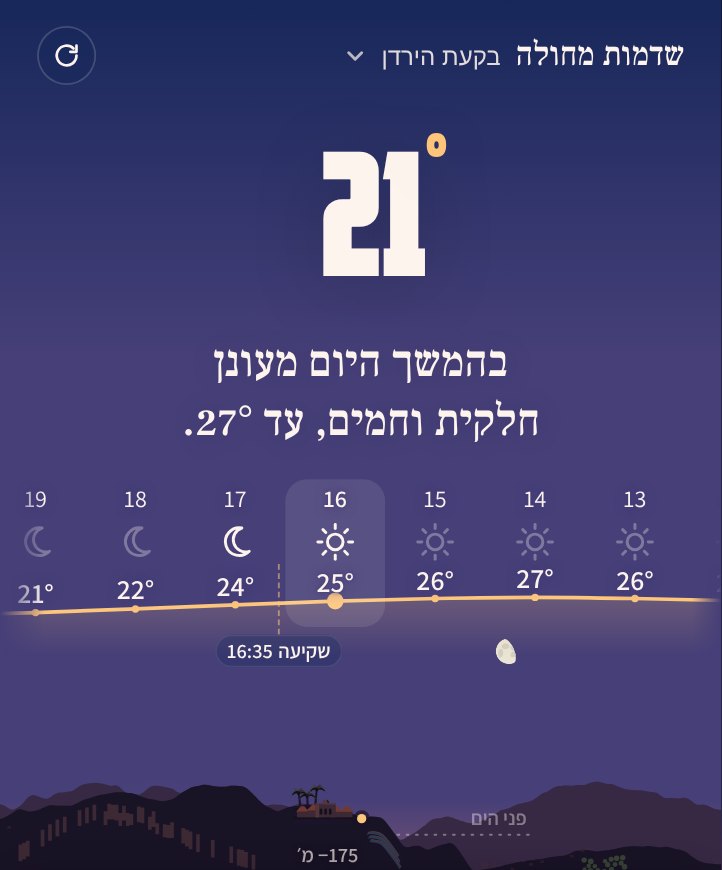 שדמות מחולה בקעת הירדן
21°
בהמשך היום מעונן
חלקית וחמים, עד 27°.
13 14 15 16 17 18 19
26° 27° 26° 25° 24° 22° 21°
שקיעה 16:35
פני הים
−175 מ׳